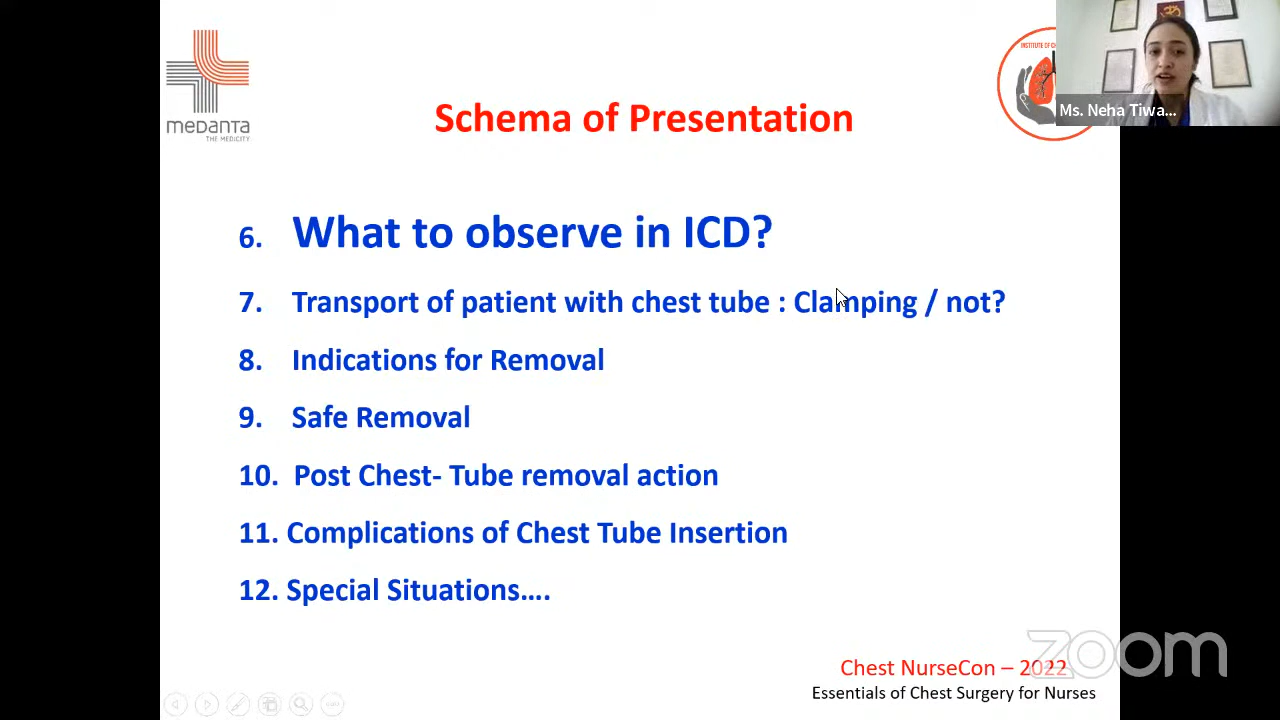 medanta
THE MEDICITY
INSTITUTE OF
Ms. Neha Tiwa...
Schema of Presentation
6. What to observe in ICD?
7. Transport of patient with chest tube : Clamping / not?
8. Indications for Removal
9. Safe Removal
10. Post Chest- Tube removal action
11. Complications of Chest Tube Insertion
12. Special Situations....
zoom
Chest NurseCon – 2022
Essentials of Chest Surgery for Nurses